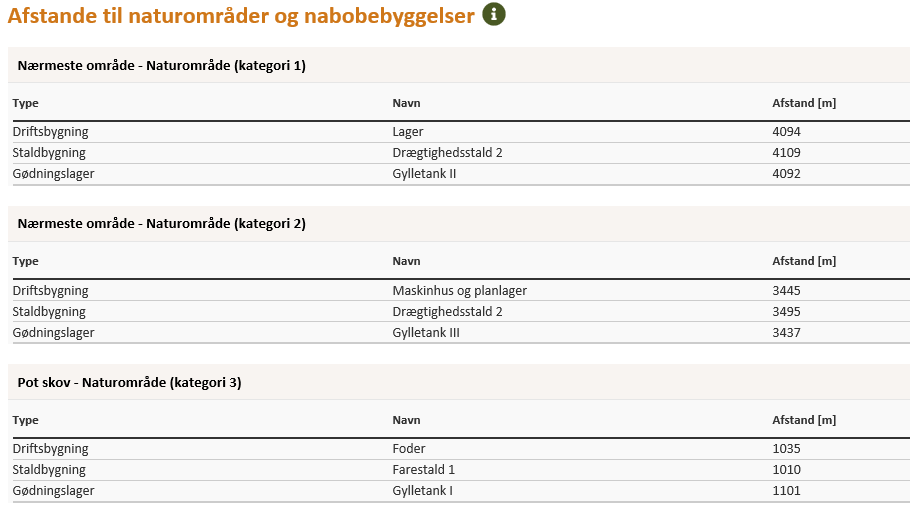 Afstande til naturområder og nabobebyggelser
Nærmeste område - Naturområde (kategori 1)
Type Navn Afstand [m]
Driftsbygning Lager 4094
Staldbygning Drægtighedsstald 2 4109
Gødningslager Gylletank II 4092
Nærmeste område - Naturområde (kategori 2)
Type Navn Afstand [m]
Driftsbygning Maskinhus og planlager 3445
Staldbygning Drægtighedsstald 2 3495
Gødningslager Gylletank III 3437
Pot skov - Naturområde (kategori 3)
Type Navn Afstand [m]
Driftsbygning Foder 1035
Staldbygning Farestald 1 1010
Gødningslager Gylletank I 1101